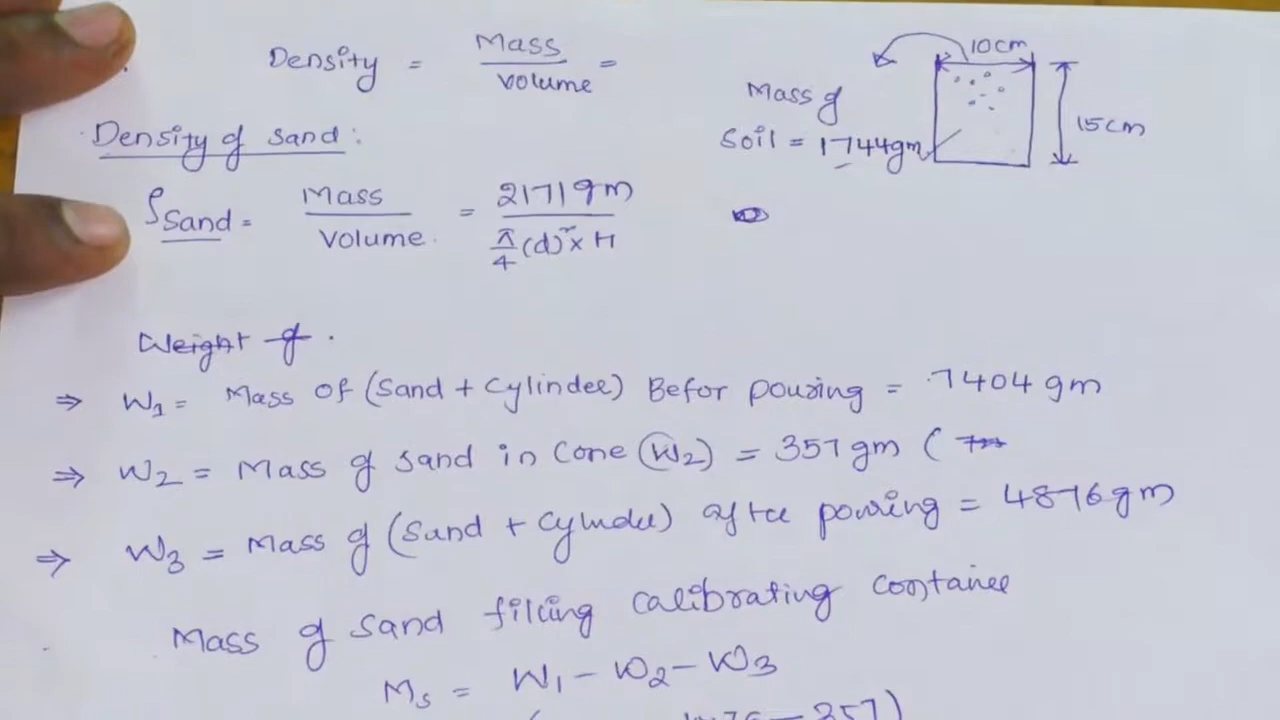 Density = Mass / Volume =
10cm
Mass of
Soil = 1744gm
15cm
Density of Sand:
ρSand = Mass / Volume = 2171gm / π/4 (d)² × H
Weight of
⇒ W1 = Mass Of (Sand + Cylinder) Befor pouring = 7404 gm
⇒ W2 = Mass of Sand in Cone (W2) = 357 gm (
⇒ W3 = Mass of (Sand + Cylinder) after pouring = 4876gm
Mass of Sand filling Calibrating Container
Ms = W1 - W2 - W3
- 357)